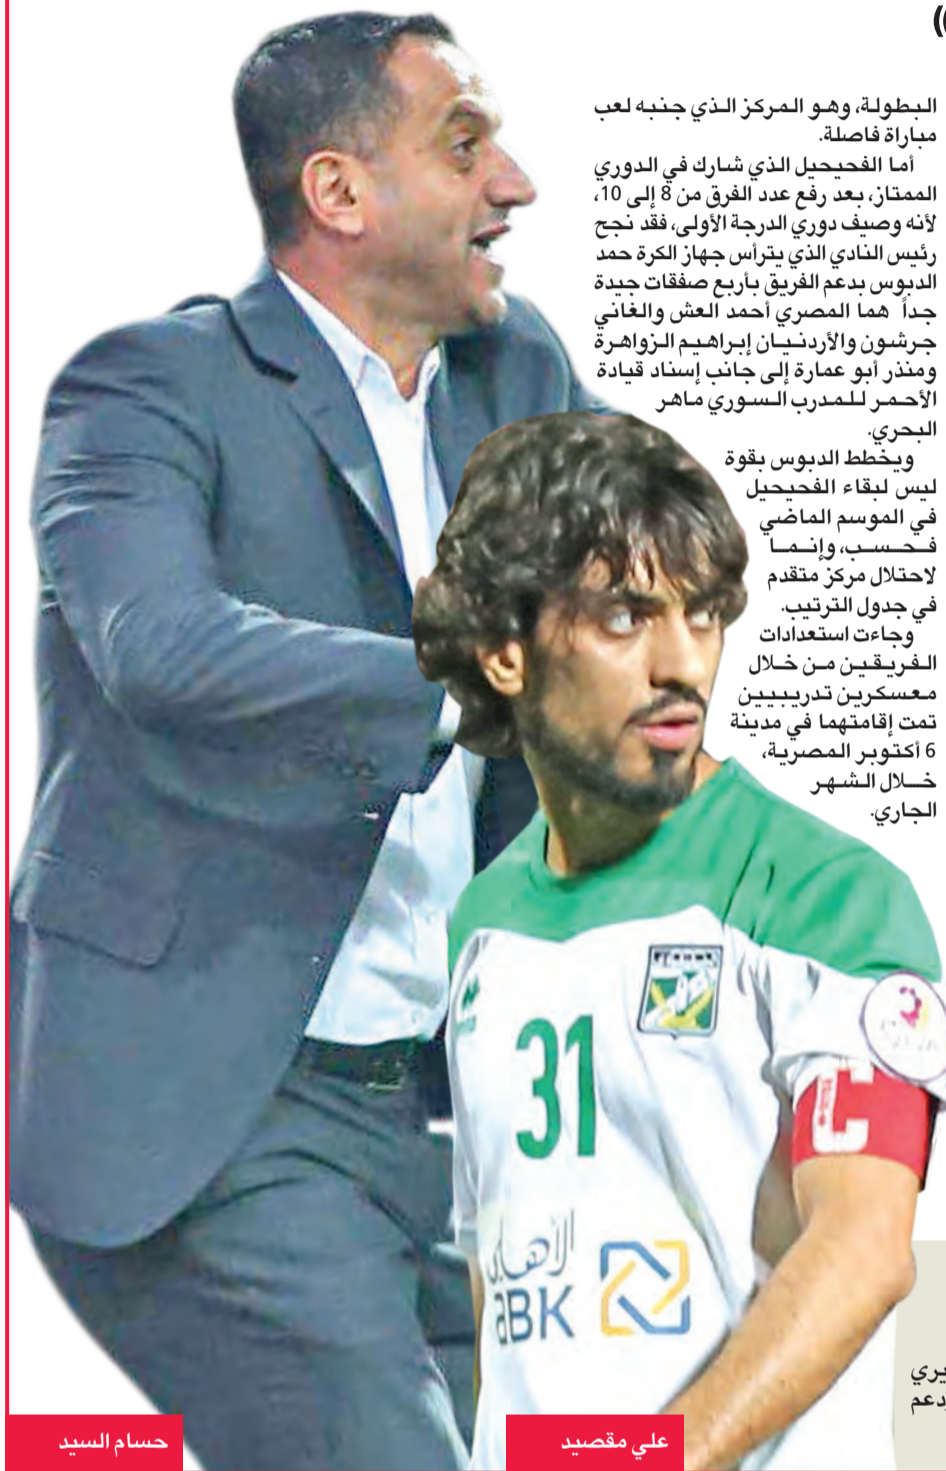 البطولة، وهو المركز الذي جنبه لعب
مباراة فاصلة.
أما الفحيحيل الذي شارك في الدوري
الممتاز، بعد رفع عدد الفرق من 8 إلى 10،
لأنه وصيف دوري الدرجة الأولى، فقد نجح
رئيس النادي الذي يترأس جهاز الكرة حمد
الدبوس بدعم الفريق بأربع صفقات جيدة
جداً هما المصري أحمد العش والغاني
جرشون والأردنيان إبراهيم الزواهرة
ومنذر أبو عمارة إلى جانب إسناد قيادة
الأحمر للمدرب السوري ماهر
البحري.
ويخطط الدبوس بقوة
ليس لبقاء الفحيحيل
في الموسم الماضي
فحسب، وإنما
لاحتلال مركز متقدم
في جدول الترتيب.
وجاءت استعدادات
الفريقين من خلال
معسكرين تدريبيين
تمت إقامتهما في مدينة
6 أكتوبر المصرية،
خلال الشهر
الجاري.
31
C
الأهلي
aBK
علي مقصيد
حسام السيد